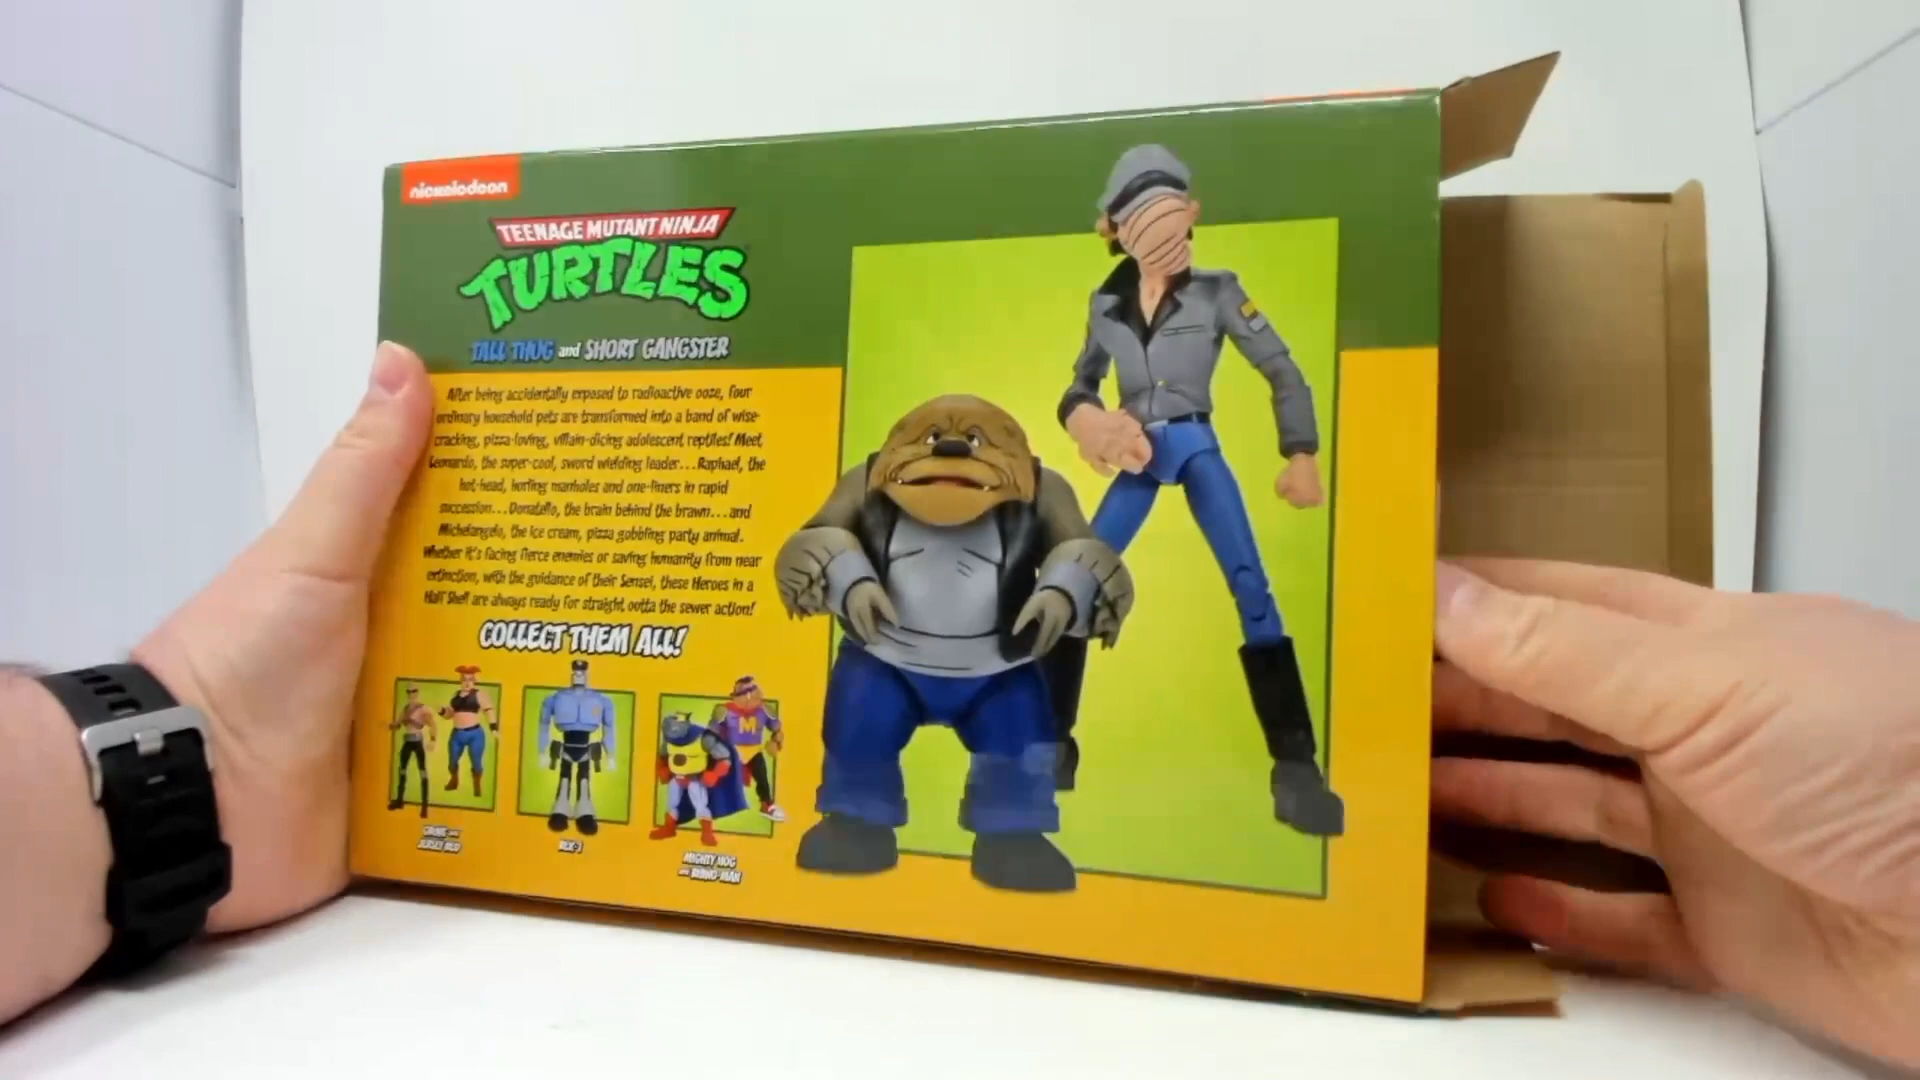 nickelodeon
TEENAGE MUTANT NINJA
TURTLES
TALL THUG and SHORT GANGSTER
After being accidentally exposed to radioactive ooze, four
ordinary household pets are transformed into a band of wise-
cracking, pizza-loving, villain-dicing adolescent reptiles! Meet
Leonardo, the super-cool, sword wielding leader...Raphael, the
hot-head, hurling manholes and one-liners in rapid
succession...Donatello, the brain behind the brawn...and
Michelangelo, the ice cream, pizza gobbling party animal.
Whether it's facing fierce enemies or saving humanity from near
extinction, with the guidance of their Sensei, these Heroes in a
Half Shell are always ready for straight outta the sewer action!
COLLECT THEM ALL!
M
REX-1
MIGHTY HOG
and RHINO-MAN